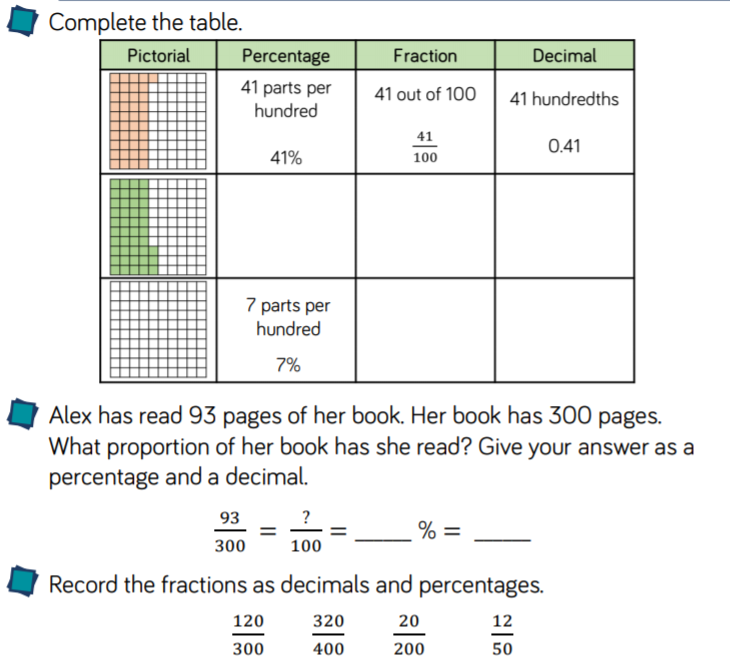 Complete the table.
Pictorial Percentage Fraction Decimal
41 parts per hundred 41 out of 100 41 hundredths
41% 41/100 0.41
7 parts per
hundred
7%
Alex has read 93 pages of her book. Her book has 300 pages.
What proportion of her book has she read? Give your answer as a
percentage and a decimal.
93/300 = ?/100 = _____ % = _____
Record the fractions as decimals and percentages.
120/300 320/400 20/200 12/50